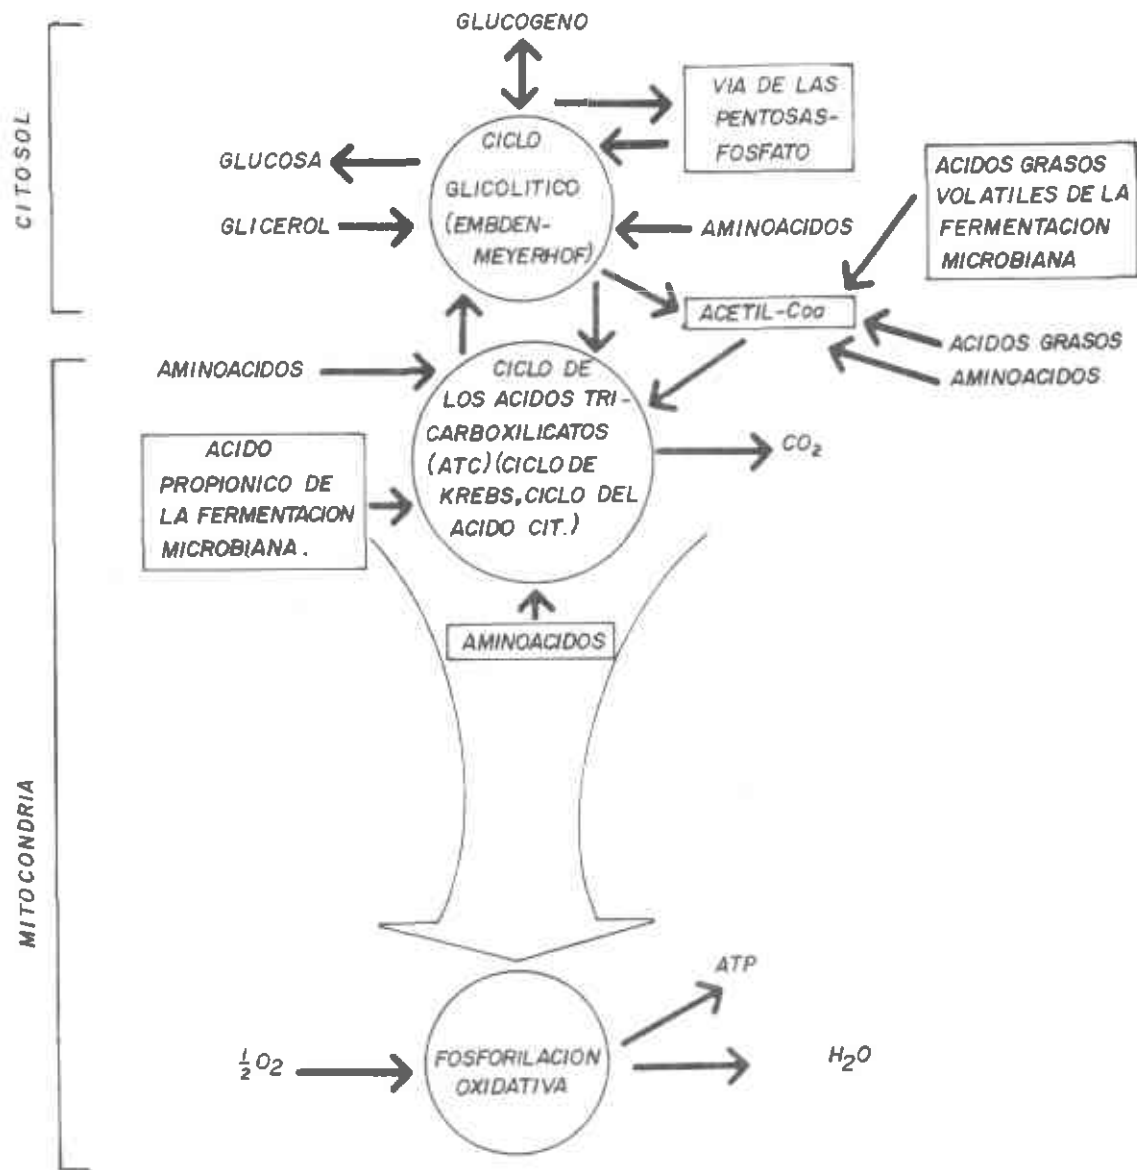 GLUCOGENO
CITOSOL
VIA DE LAS
PENTOSAS-
FOSFATO
CICLO
GLICOLITICO
(EMBDEN-
MEYERHOF)
GLUCOSA
GLICEROL
AMINOACIDOS
ACIDOS GRASOS
VOLATILES DE LA
FERMENTACION
MICROBIANA
ACETIL-Coa
ACIDOS GRASOS
AMINOACIDOS
MITOCONDRIA
AMINOACIDOS
CICLO DE
LOS ACIDOS TRI-
CARBOXILICATOS
(ATC) (CICLO DE
KREBS, CICLO DEL
ACIDO CIT.)
CO₂
ACIDO
PROPIONICO DE
LA FERMENTACION
MICROBIANA.
AMINOACIDOS
ATP
½O₂
FOSFORILACION
OXIDATIVA
H₂O